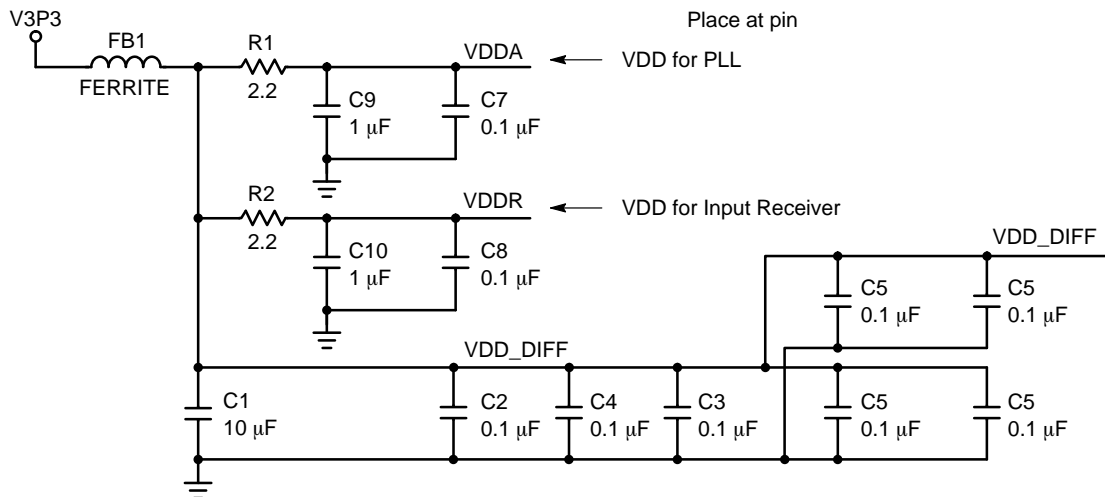 V3P3
Place at pin
FB1
FERRITE
R1
2.2
VDDA
VDD for PLL
C9
1 μF
C7
0.1 μF
R2
2.2
VDDR
VDD for Input Receiver
C10
1 μF
C8
0.1 μF
VDD_DIFF
C5
0.1 μF
C5
0.1 μF
VDD_DIFF
C1
10 μF
C2
0.1 μF
C4
0.1 μF
C3
0.1 μF
C5
0.1 μF
C5
0.1 μF